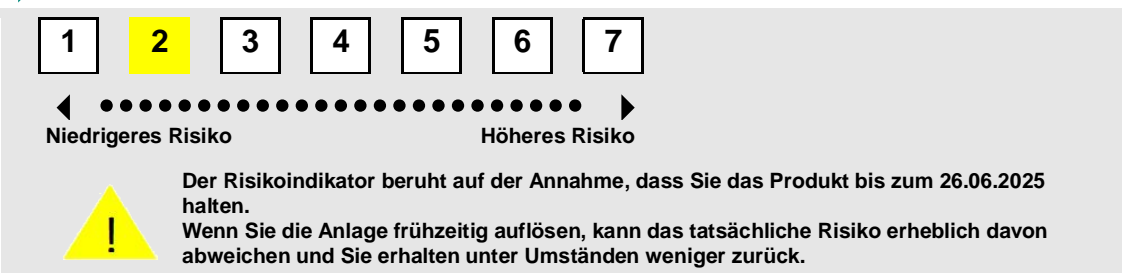 1 2 3 4 5 6 7
Niedrigeres Risiko Höheres Risiko
Der Risikoindikator beruht auf der Annahme, dass Sie das Produkt bis zum 26.06.2025
halten.
! Wenn Sie die Anlage frühzeitig auflösen, kann das tatsächliche Risiko erheblich davon
abweichen und Sie erhalten unter Umständen weniger zurück.